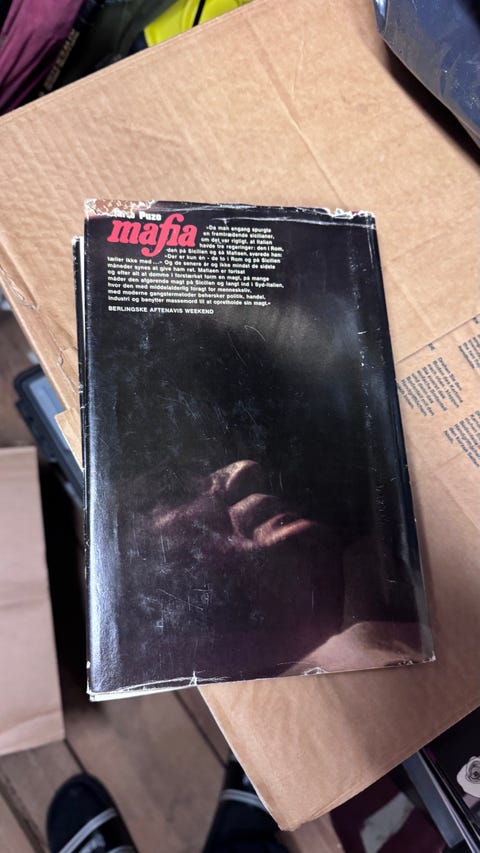 Puzo
mafia
»Da man engang spurgte
en fremtrædende sicilianer,
om det var rigtigt, at Italien
havde tre regeringer: den i Rom,
den på Sicilien og så Mafiaen, svarede han:
»Der er kun én - de to i Rom og på Sicilien
tæller ikke med ....« Og de senere år og ikke mindst de sidste
måneder synes at give ham ret. Mafiaen er fortsat
og efter alt at dømme i forstærket form en magt, på mange
måder den afgørende magt på Sicilien og langt ind i Syd-Italien,
hvor den med middelalderlig foragt for menneskeliv,
med moderne gangstermetoder behersker politik, handel,
industri og benytter massemord til at opretholde sin magt.«
BERLINGSKE AFTENAVIS WEEKEND